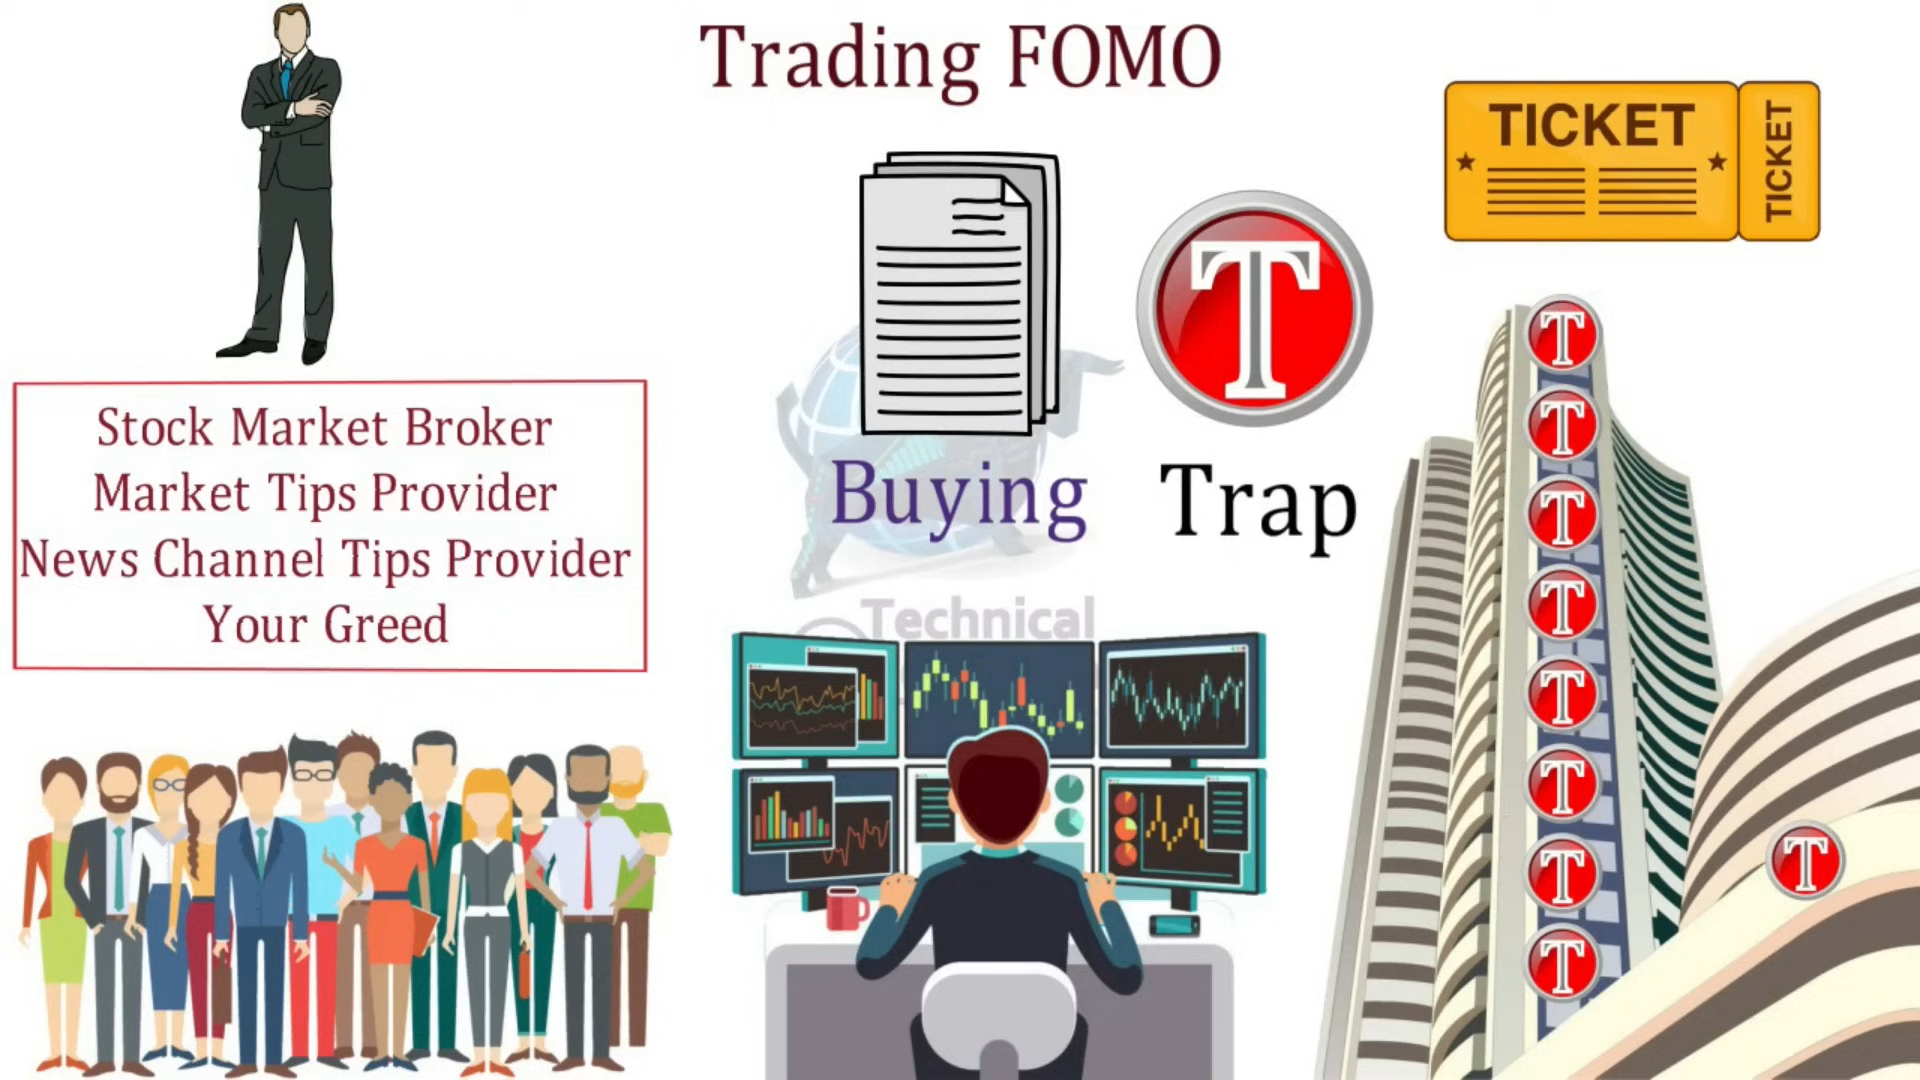 Trading FOMO
TICKET
TICKET
T
T
T
T
T
T
T
T
T
T
Stock Market Broker
Market Tips Provider
News Channel Tips Provider
Your Greed
Buying
Trap
Technical